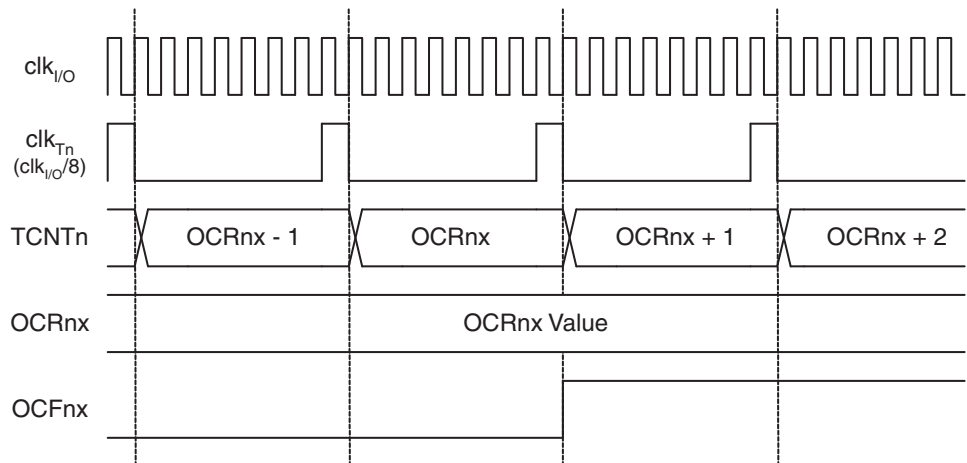 clkI/O
clkTn
(clkI/O/8)
TCNTn OCRnx - 1 OCRnx OCRnx + 1 OCRnx + 2
OCRnx OCRnx Value
OCFnx